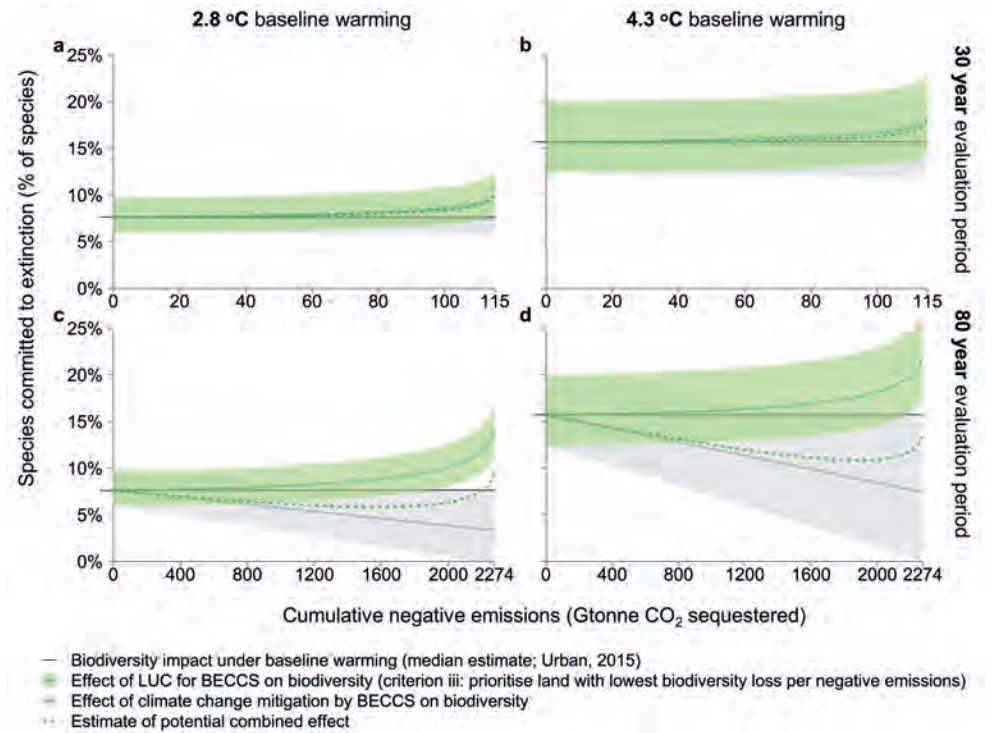 2.8 ºC baseline warming
4.3 ºC baseline warming
a
b
25%
20%
15%
10%
5%
0%
0 20 40 60 80 100 115
0 20 40 60 80 100 115
30 year evaluation period
c
d
25%
20%
15%
10%
5%
0%
0 400 800 1200 1600 2000 2274
0 400 800 1200 1600 2000 2274
80 year evaluation period
Species committed to extinction (% of species)
Cumulative negative emissions (Gtonne CO₂ sequestered)
Biodiversity impact under baseline warming (median estimate; Urban, 2015)
Effect of LUC for BECCS on biodiversity (criterion iii: prioritise land with lowest biodiversity loss per negative emissions)
Effect of climate change mitigation by BECCS on biodiversity
Estimate of potential combined effect